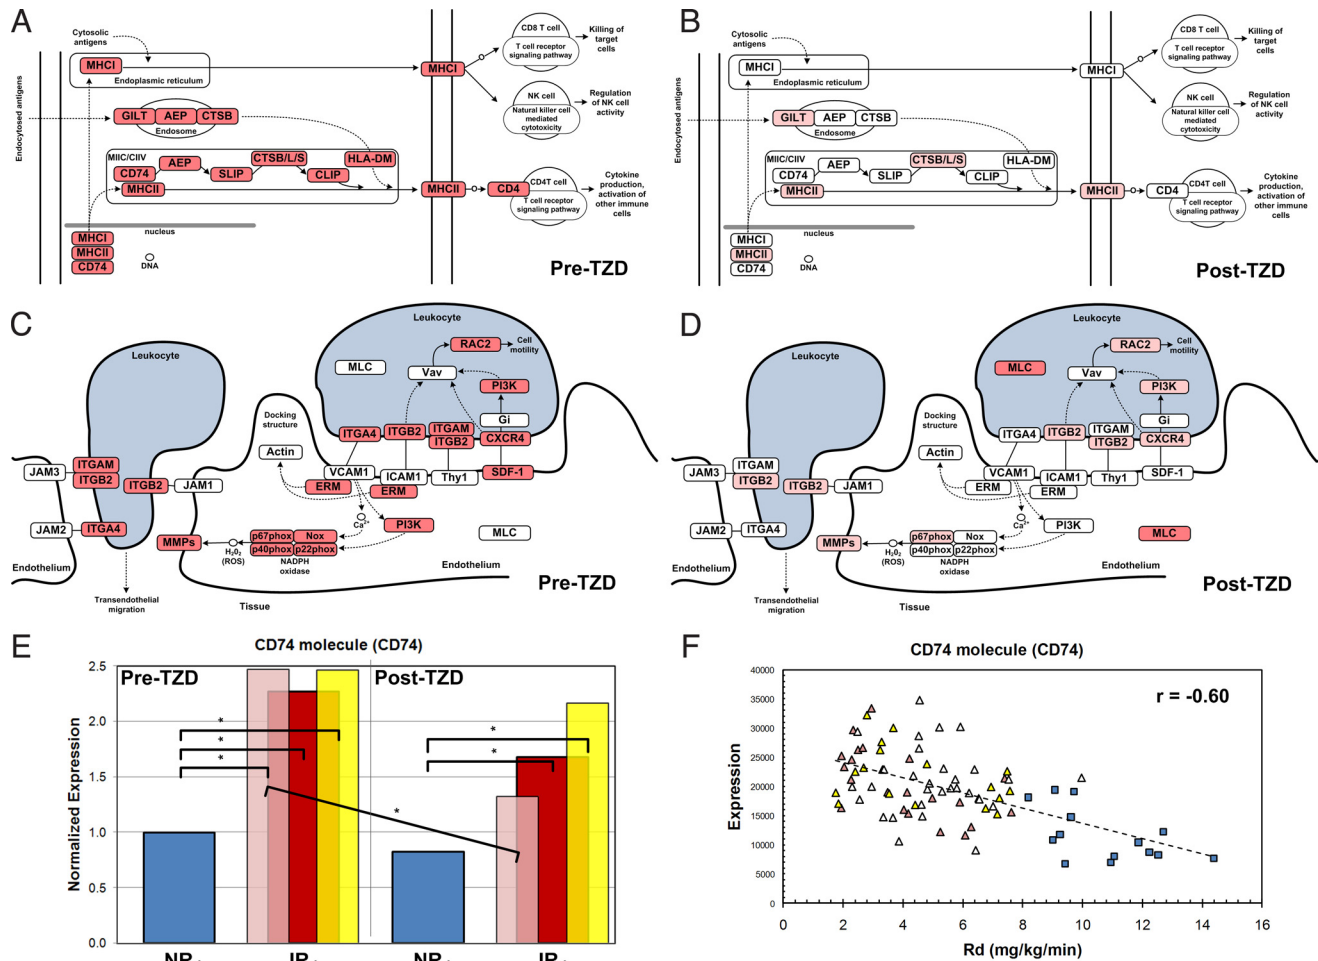 A
Cytosolic
antigens
MHCI
Endoplasmic reticulum
Endocytosed antigens
GILT
AEP
CTSB
Endosome
MIIC/CIIV
CD74
AEP
SLIP
CTSB/L/S
CLIP
HLA-DM
MHCII
nucleus
MHCI
MHCII
CD74
DNA
MHCI
MHCII
CD4
CD8 T cell
T cell receptor
signaling pathway
Killing of
target
cells
NK cell
Natural killer cell
mediated
cytotoxicity
Regulation
of NK cell
activity
CD4T cell
T cell receptor
signaling pathway
Cytokine
production,
activation of
other immune
cells
Pre-TZD
B
Cytosolic
antigens
MHCI
Endoplasmic reticulum
Endocytosed antigens
GILT
AEP
CTSB
Endosome
MIIC/CIIV
CD74
AEP
SLIP
CTSB/L/S
CLIP
HLA-DM
MHCII
nucleus
MHCI
MHCII
CD74
DNA
MHCI
MHCII
CD4
CD8 T cell
T cell receptor
signaling pathway
Killing of
target
cells
NK cell
Natural killer cell
mediated
cytotoxicity
Regulation
of NK cell
activity
CD4T cell
T cell receptor
signaling pathway
Cytokine
production,
activation of
other immune
cells
Post-TZD
C
Leukocyte
Leukocyte
RAC2
Cell
motility
MLC
Vav
PI3K
Gi
Docking
structure
ITGA4
ITGB2
ITGAM
ITGB2
CXCR4
Actin
VCAM1
ICAM1
Thy1
SDF-1
ERM
ERM
JAM3
ITGAM
ITGB2
ITGB2
JAM1
JAM2
ITGA4
MMPs
H₂0₂
(ROS)
p67phox
Nox
p40phox
p22phox
NADPH
oxidase
Ca²⁺
PI3K
MLC
Endothelium
Endothelium
Transendothelial
migration
Tissue
Pre-TZD
D
Leukocyte
Leukocyte
RAC2
Cell
motility
MLC
Vav
PI3K
Gi
Docking
structure
ITGA4
ITGB2
ITGAM
ITGB2
CXCR4
Actin
VCAM1
ICAM1
Thy1
SDF-1
ERM
ERM
JAM3
ITGAM
ITGB2
ITGB2
JAM1
JAM2
ITGA4
MMPs
H₂0₂
(ROS)
p67phox
Nox
p40phox
p22phox
NADPH
oxidase
Ca²⁺
PI3K
MLC
Endothelium
Endothelium
Transendothelial
migration
Tissue
Post-TZD
E
CD74 molecule (CD74)
Normalized Expression
2.5
2.0
1.5
1.0
0.5
0.0
Pre-TZD
Post-TZD
*
*
*
*
*
*
F
CD74 molecule (CD74)
r = -0.60
Expression
40000
35000
30000
25000
20000
15000
10000
5000
0
0
2
4
6
8
10
12
14
16
Rd (mg/kg/min)